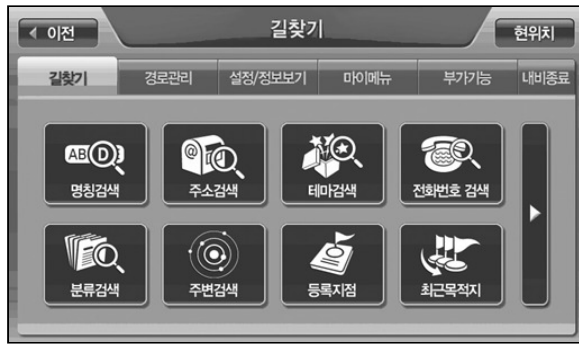 이전
길찾기
현위치
길찾기 경로관리 설정/정보보기 마이메뉴 부가기능 내비종료
AB D
명칭검색
@
주소검색
테마검색
전화번호 검색
분류검색
주변검색
등록지점
최근목적지